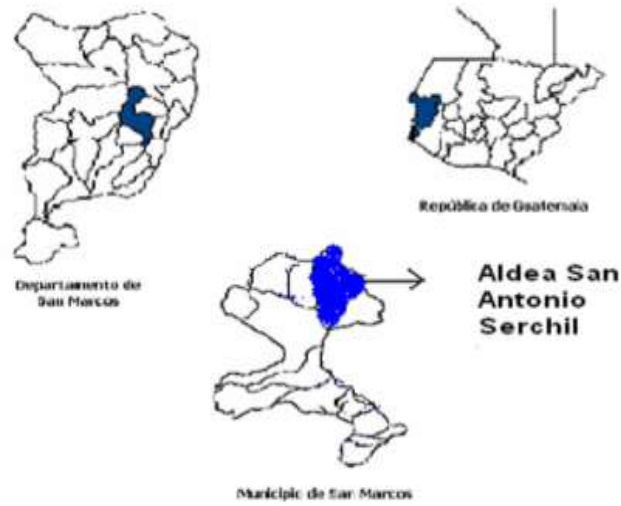 República de Guatemala
Departamento de
San Marcos
Aldea San
Antonio
Serchil
Municipio de San Marcos